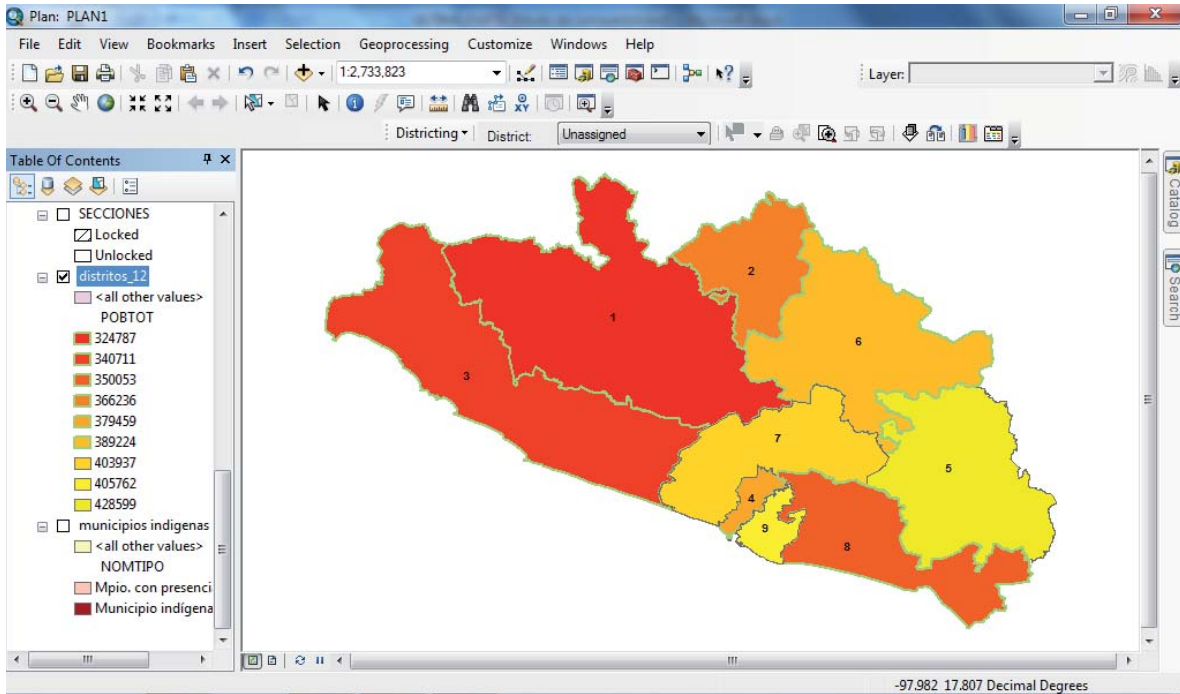 Plan: PLAN1
File Edit View Bookmarks Insert Selection Geoprocessing Customize Windows Help
1:2,733,823
Layer:
Districting District: Unassigned
Table Of Contents
SECCIONES
Locked
Unlocked
distritos_12
<all other values>
POBTOT
324787
340711
350053
366236
379459
389224
403937
405762
428599
municipios indigenas
<all other values>
NOMTIPO
Mpio. con presenci
Municipio indígena
2
1
6
3
7
5
4
9
8
Catalog
Search
-97.982 17.807 Decimal Degrees